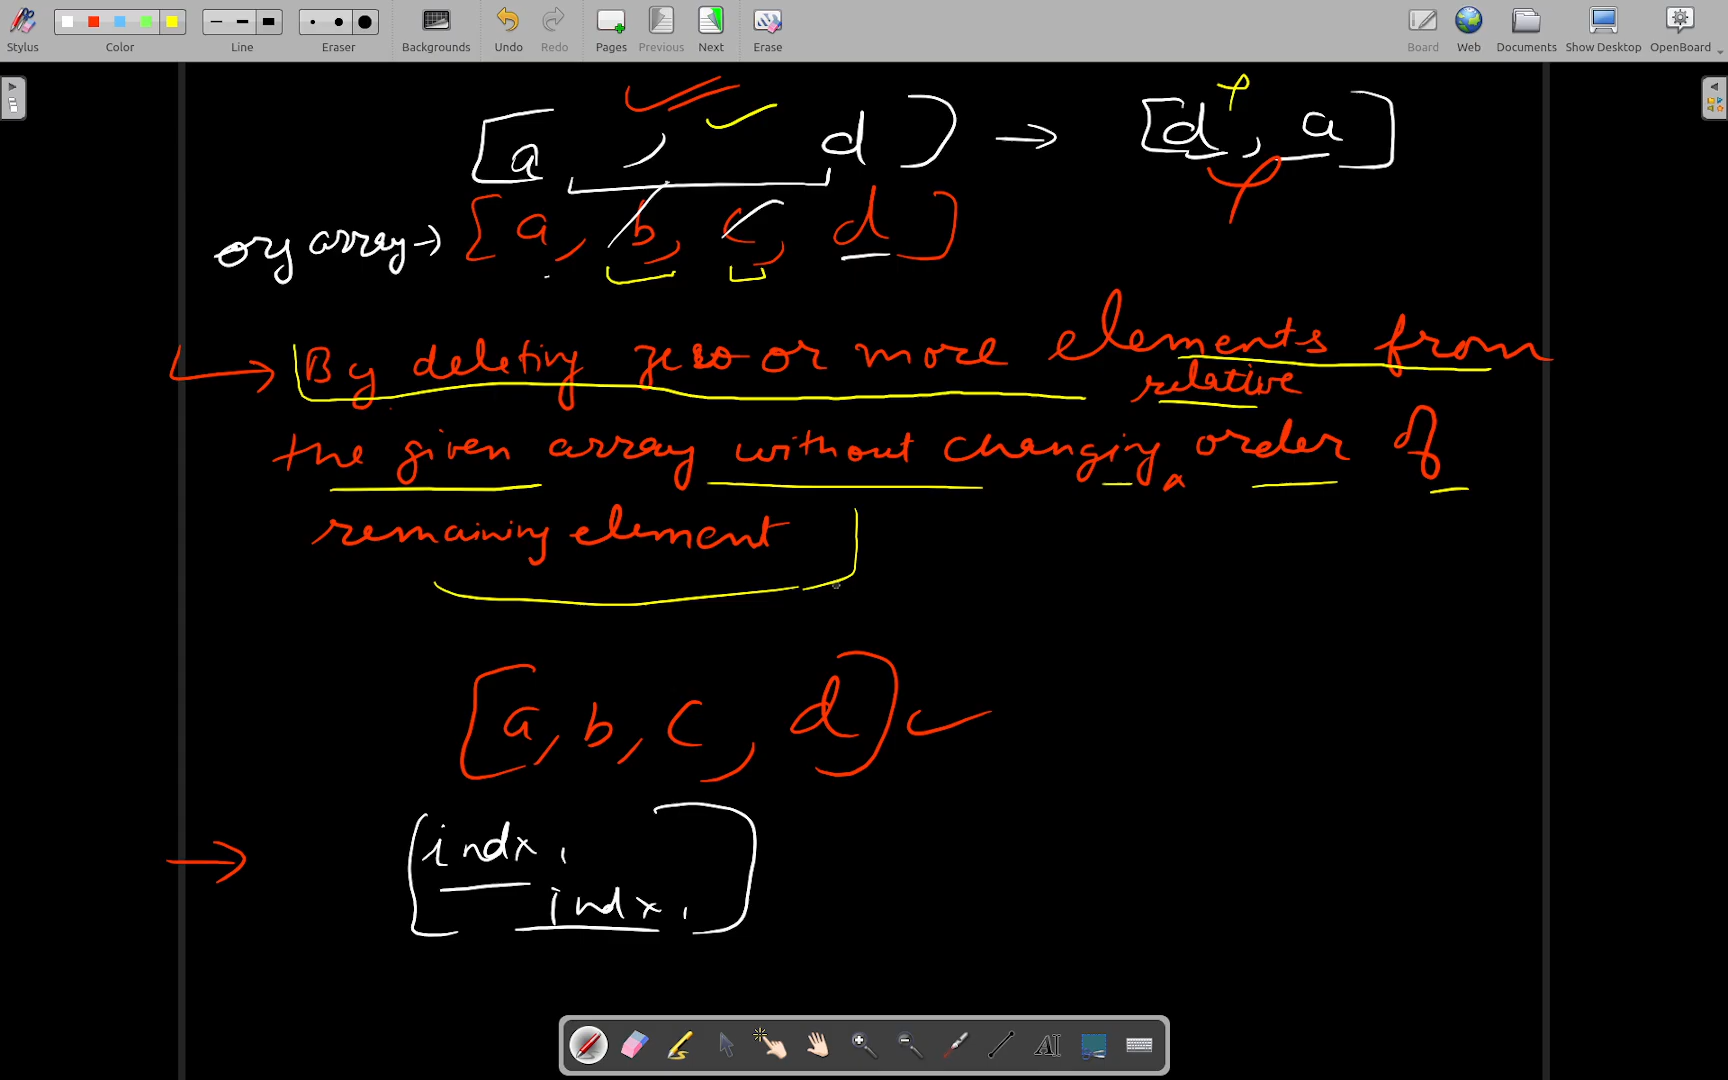 Stylus Color Line Eraser Backgrounds Undo Redo Pages Previous Next Erase Board Web Documents Show Desktop OpenBoard
[a , d] → [d, a]
org array → [a, b, c, d]
By deleting zero or more elements from
relative
the given array without changing order of
remaining element
[a, b, c, d]
→ [indx,
indx, ]
AI